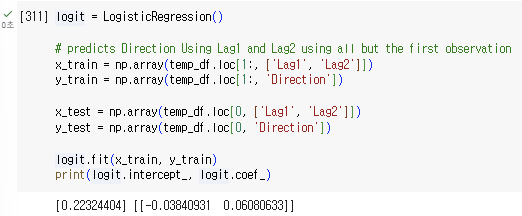 [311] logit = LogisticRegression()
0초
# predicts Direction Using Lag1 and Lag2 using all but the first observation
x_train = np.array(temp_df.loc[1:, ['Lag1', 'Lag2']])
y_train = np.array(temp_df.loc[1:, 'Direction'])
x_test = np.array(temp_df.loc[0, ['Lag1', 'Lag2']])
y_test = np.array(temp_df.loc[0, 'Direction'])
logit.fit(x_train, y_train)
print(logit.intercept_, logit.coef_)
[0.22324404] [[-0.03840931 0.06080633]]